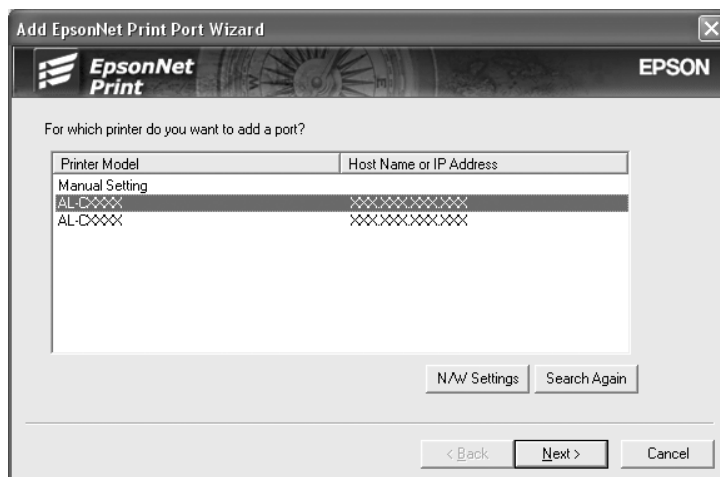 Add EpsonNet Print Port Wizard
EpsonNet
Print
EPSON
For which printer do you want to add a port?
Printer Model Host Name or IP Address
Manual Setting
AL-CXXXX XXX.XXX.XXX.XXX
AL-CXXXX XXX.XXX.XXX.XXX
N/W Settings Search Again
< Back Next > Cancel